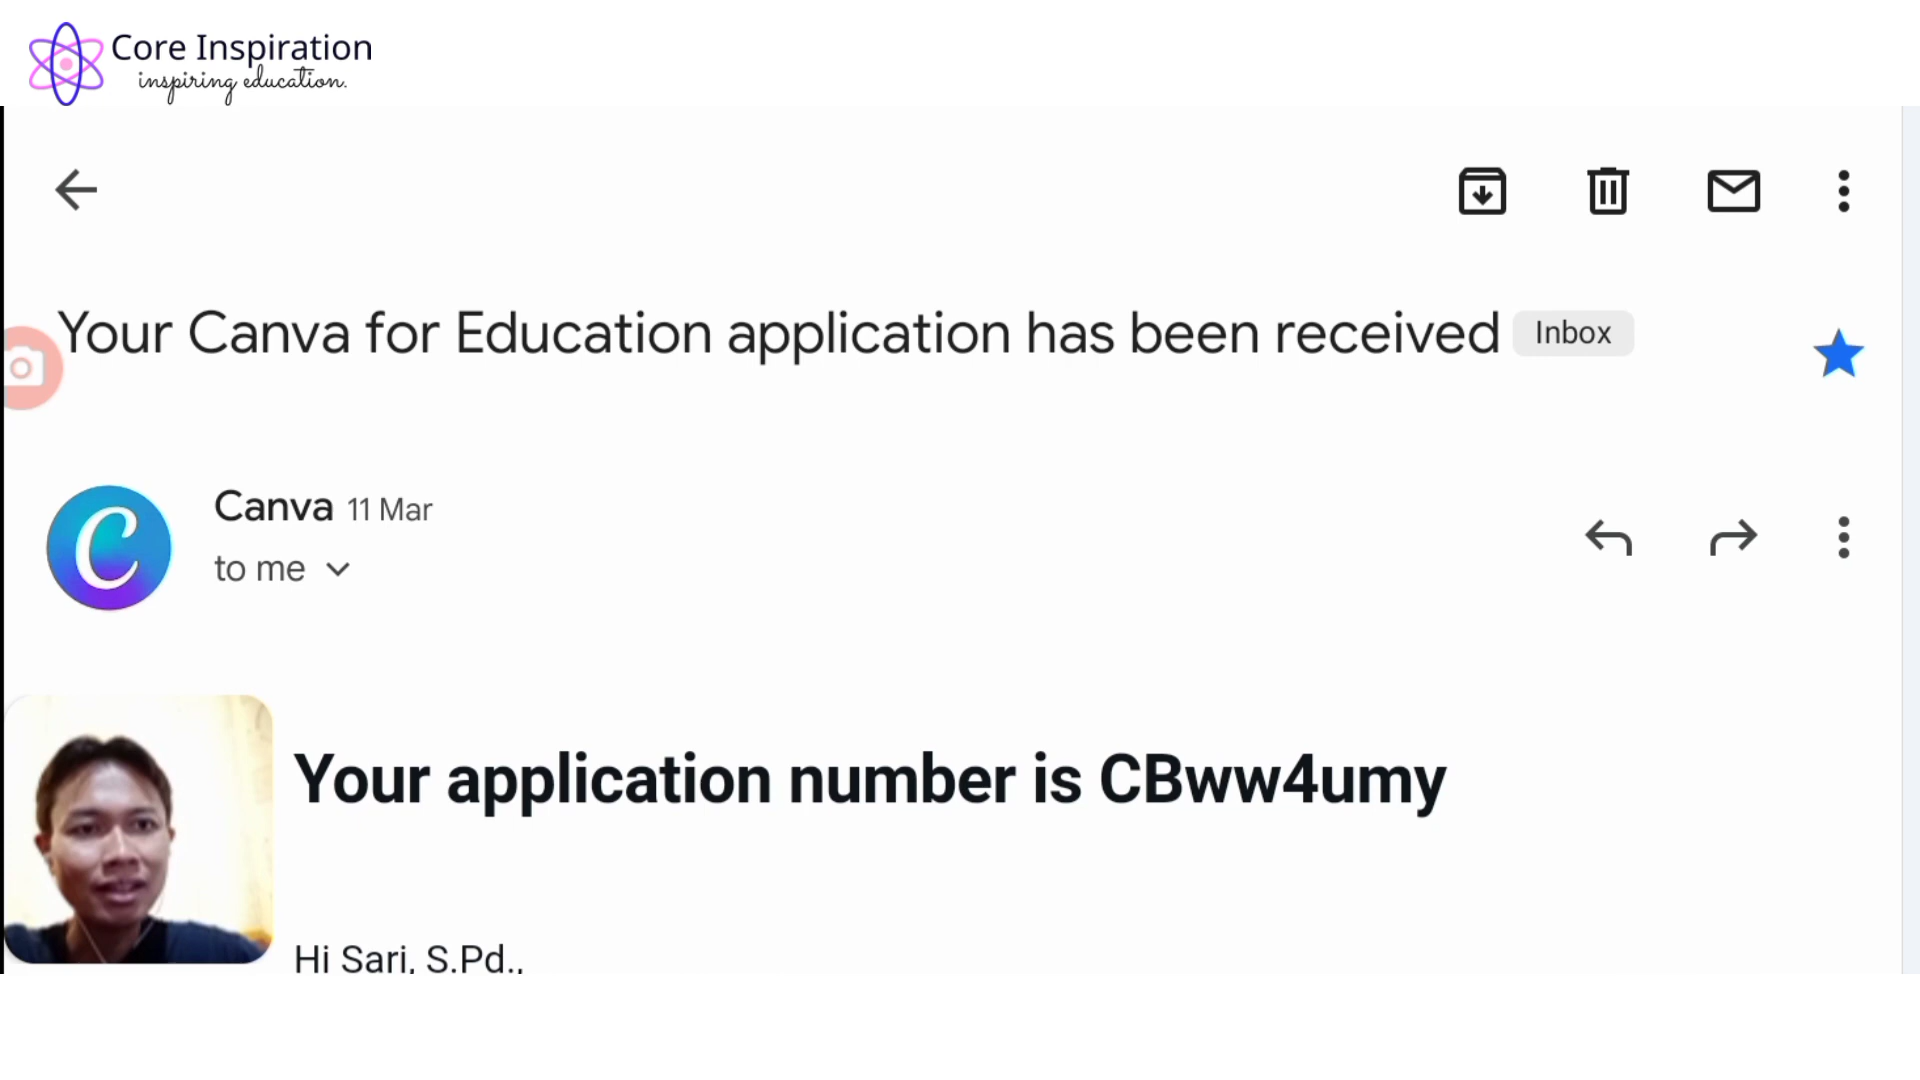 Core Inspiration
inspiring education.
Your Canva for Education application has been received Inbox
Canva 11 Mar
to me
Your application number is CBww4umy
Hi Sari, S.Pd.,